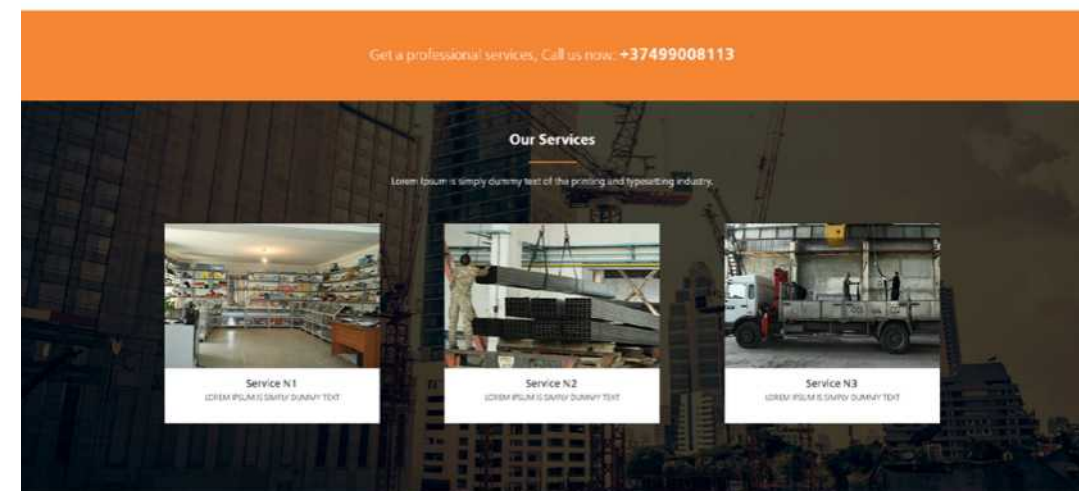 Get a professional services, Call us now: +37499008113
Our Services
Lorem Ipsum is simply dummy text of the printing and typesetting industry.
Service N1
LOREM IPSUM IS SIMPLY DUMMY TEXT
Service N2
LOREM IPSUM IS SIMPLY DUMMY TEXT
Service N3
LOREM IPSUM IS SIMPLY DUMMY TEXT